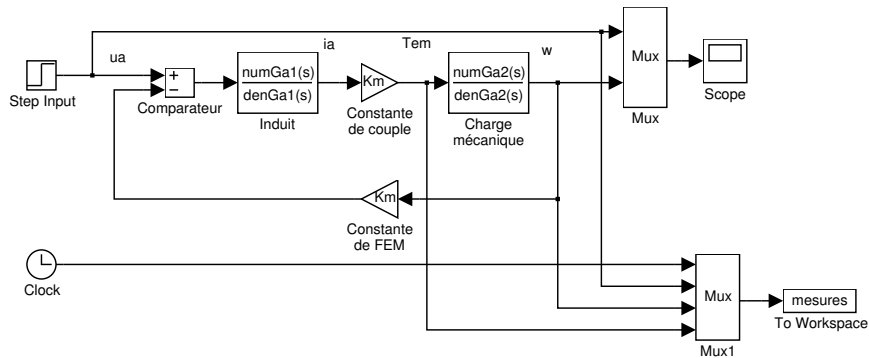 ua
ia
Tem
w
Mux
Mux
Scope
Step Input
+
−
Comparateur
numGa1(s)
denGa1(s)
Induit
Km
Constante
de couple
numGa2(s)
denGa2(s)
Charge
mécanique
Km
Constante
de FEM
Clock
Mux
Mux1
mesures
To Workspace